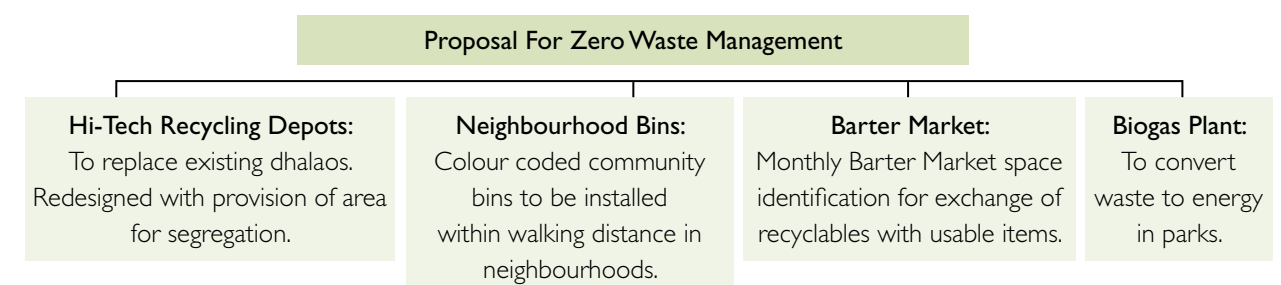 Proposal For Zero Waste Management
Hi-Tech Recycling Depots:
To replace existing dhalaos.
Redesigned with provision of area
for segregation.
Neighbourhood Bins:
Colour coded community
bins to be installed
within walking distance in
neighbourhoods.
Barter Market:
Monthly Barter Market space
identification for exchange of
recyclables with usable items.
Biogas Plant:
To convert
waste to energy
in parks.